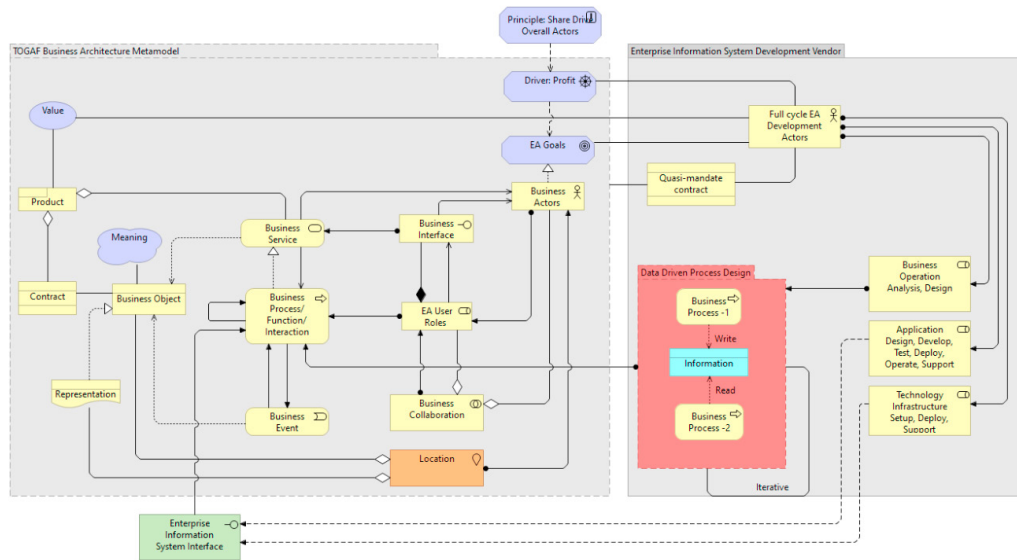 Principle: Share Drive
Overall Actors
TOGAF Business Architecture Metamodel
Enterprise Information System Development Vendor
Driver: Profit
Value
Full cycle EA
Development
Actors
EA Goals
Quasi-mandate
contract
Business
Actors
Product
Business
Service
Business
Interface
Meaning
Business
Operation
Analysis, Design
Data Driven Process Design
Contract
Business Object
Business
Process/
Function/
Interaction
EA User
Roles
Business
Process -1
Write
Application
Design, Develop,
Test, Deploy,
Operate, Support
Information
Read
Representation
Business
Event
Business
Collaboration
Business
Process -2
Technology
Infrastructure
Setup, Deploy,
Support
Location
Iterative
Enterprise
Information
System Interface